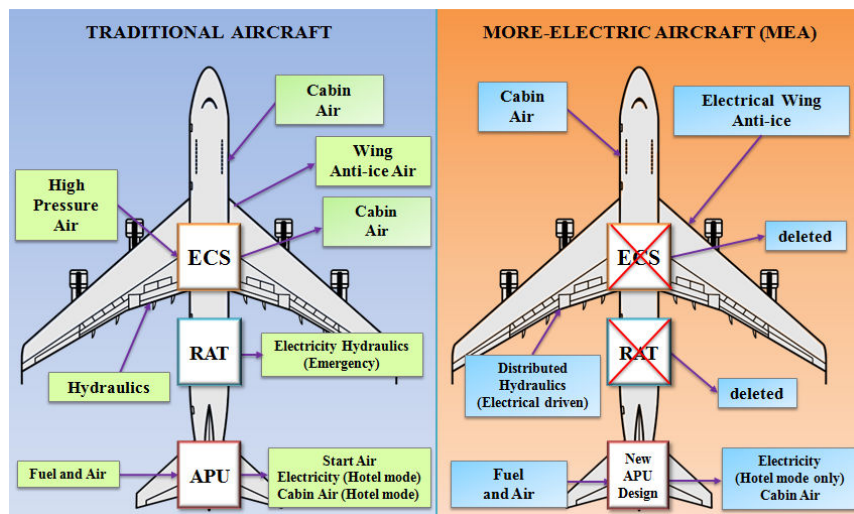 TRADITIONAL AIRCRAFT
Cabin
Air
Wing
Anti-ice Air
High
Pressure
Air
Cabin
Air
ECS
RAT
Electricity Hydraulics
(Emergency)
Hydraulics
Fuel and Air
APU
Start Air
Electricity (Hotel mode)
Cabin Air (Hotel mode)
MORE-ELECTRIC AIRCRAFT (MEA)
Cabin
Air
Electrical Wing
Anti-ice
deleted
ECS
RAT
Distributed
Hydraulics
(Electrical driven)
deleted
Fuel
and Air
New
APU
Design
Electricity
(Hotel mode only)
Cabin Air